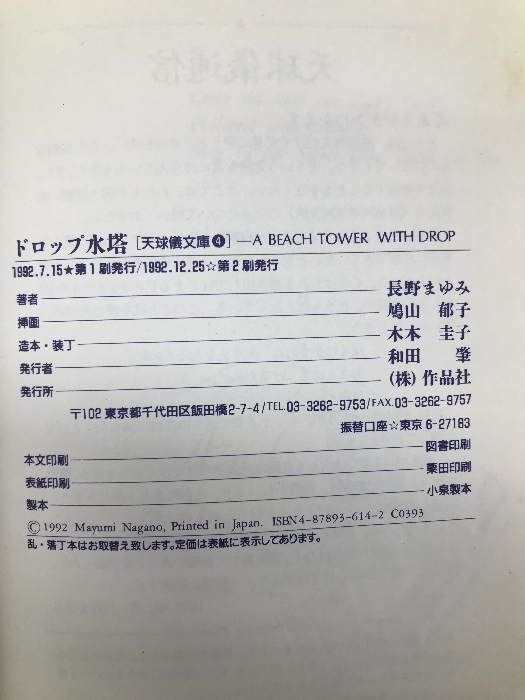 ドロップ水塔［天球儀文庫❹］—A BEACH TOWER WITH DROP
1992.7.15★第1刷発行/1992.12.25☆第2刷発行
著者 長野まゆみ
挿画 鳩山 郁子
造本・装丁 木本 圭子
発行者 和田 肇
発行所 (株)作品社
〒102 東京都千代田区飯田橋2-7-4/TEL.03-3262-9753/FAX.03-3262-9757
振替口座☆東京 6-27183
本文印刷 図書印刷
表紙印刷 栗田印刷
製本 小泉製本
©1992 Mayumi Nagano, Printed in Japan. ISBN4-87893-614-2 C0393
乱・落丁本はお取替え致します。定価は表紙に表示してあります。